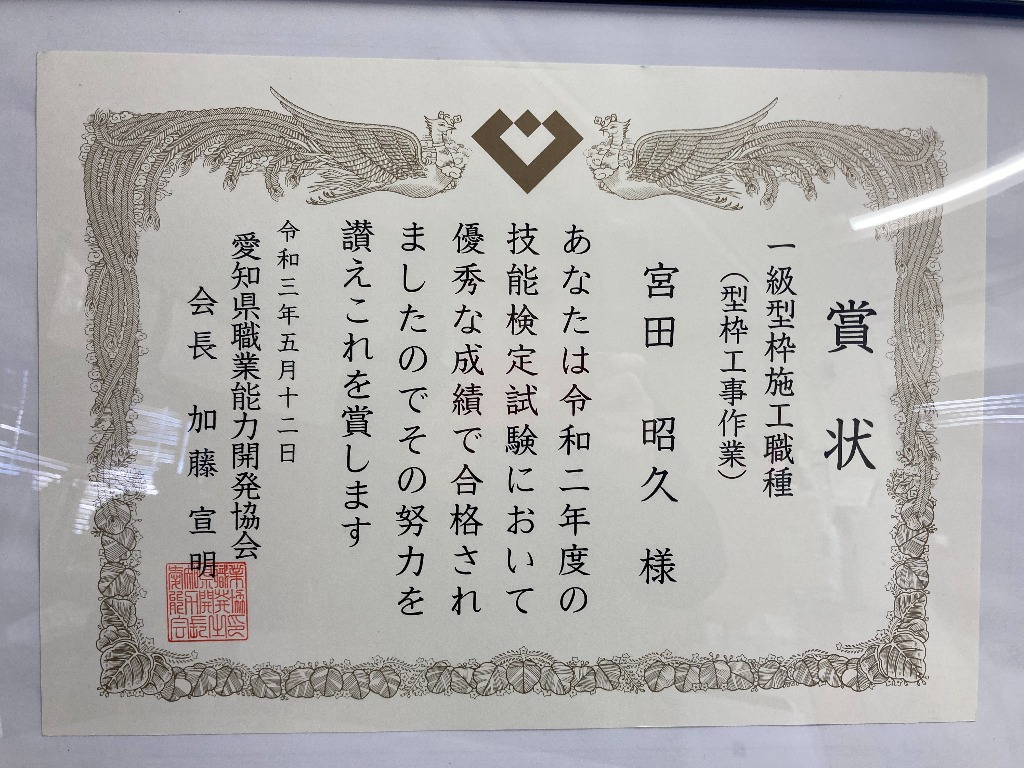 賞状
一級型枠施工職種
（型枠工事作業）
宮田 昭久 様
あなたは令和二年度の
技能検定試験において
優秀な成績で合格され
ましたのでその努力を
讃えこれを賞します
令和三年五月十二日
愛知県職業能力開発協会
会長 加藤 宣明